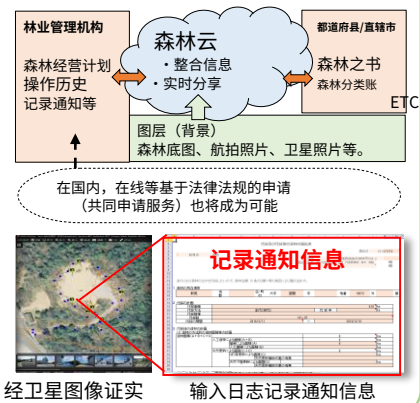 林业管理机构
森林经营计划
操作历史
记录通知等
森林云
・整合信息
・实时分享
都道府县/直辖市
森林之书
森林分类账
ETC
图层（背景）
森林底图、航拍照片、卫星照片等。
在国内，在线等基于法律法规的申请
（共同申请服务）也将成为可能
记录通知信息
经卫星图像证实
输入日志记录通知信息